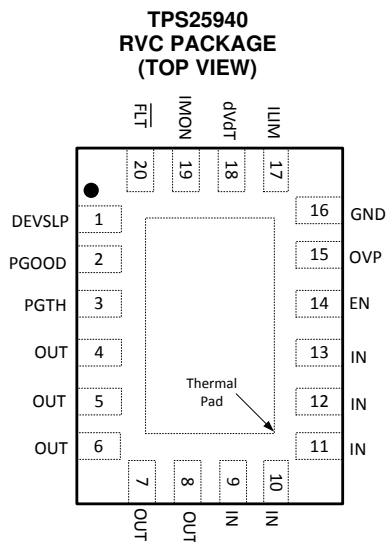 TPS25940
RVC PACKAGE
(TOP VIEW)
FLT
IMON
dVdT
ILIM
20
19
18
17
DEVSLP 1
16 GND
PGOOD 2
15 OVP
PGTH 3
14 EN
OUT 4
13 IN
OUT 5
12 IN
OUT 6
11 IN
Thermal
Pad
7
8
9
10
OUT
OUT
IN
IN